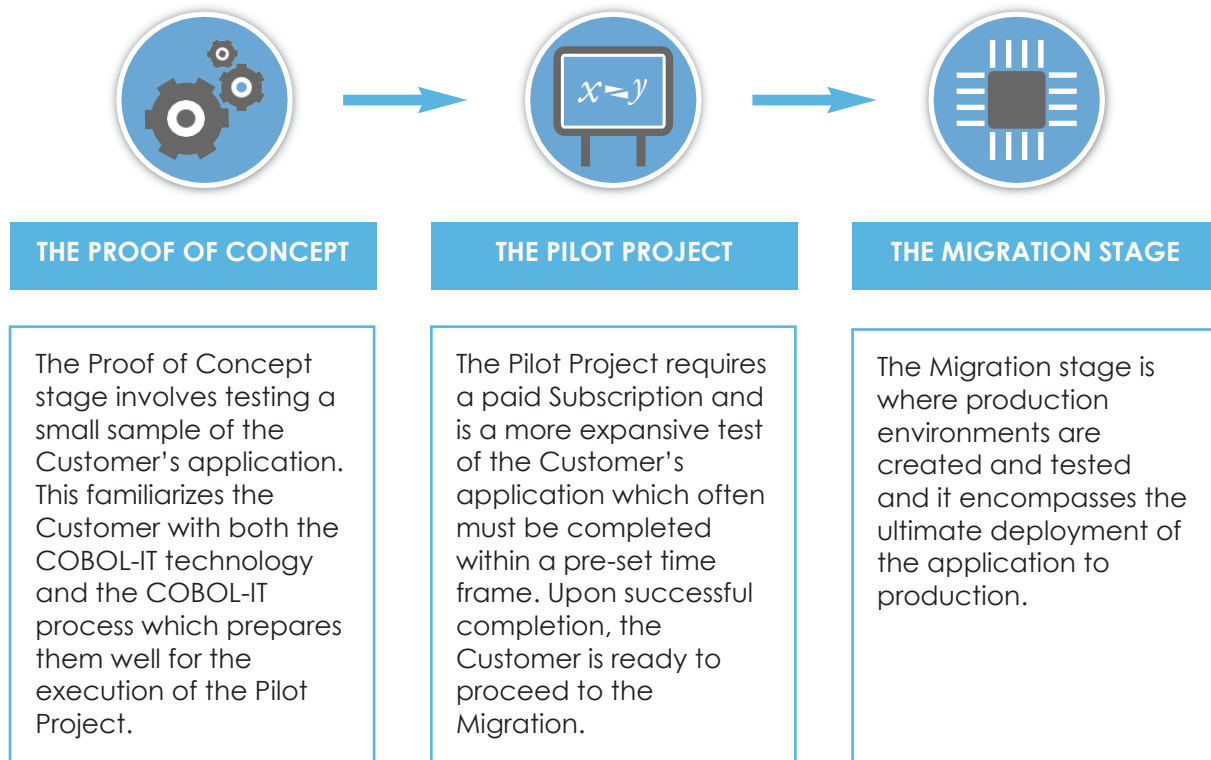 x y
THE PROOF OF CONCEPT
THE PILOT PROJECT
THE MIGRATION STAGE
The Proof of Concept
stage involves testing a
small sample of the
Customer’s application.
This familiarizes the
Customer with both the
COBOL-IT technology
and the COBOL-IT
process which prepares
them well for the
execution of the Pilot
Project.
The Pilot Project requires
a paid Subscription and
is a more expansive test
of the Customer’s
application which often
must be completed
within a pre-set time
frame. Upon successful
completion, the
Customer is ready to
proceed to the
Migration.
The Migration stage is
where production
environments are
created and tested
and it encompasses the
ultimate deployment of
the application to
production.